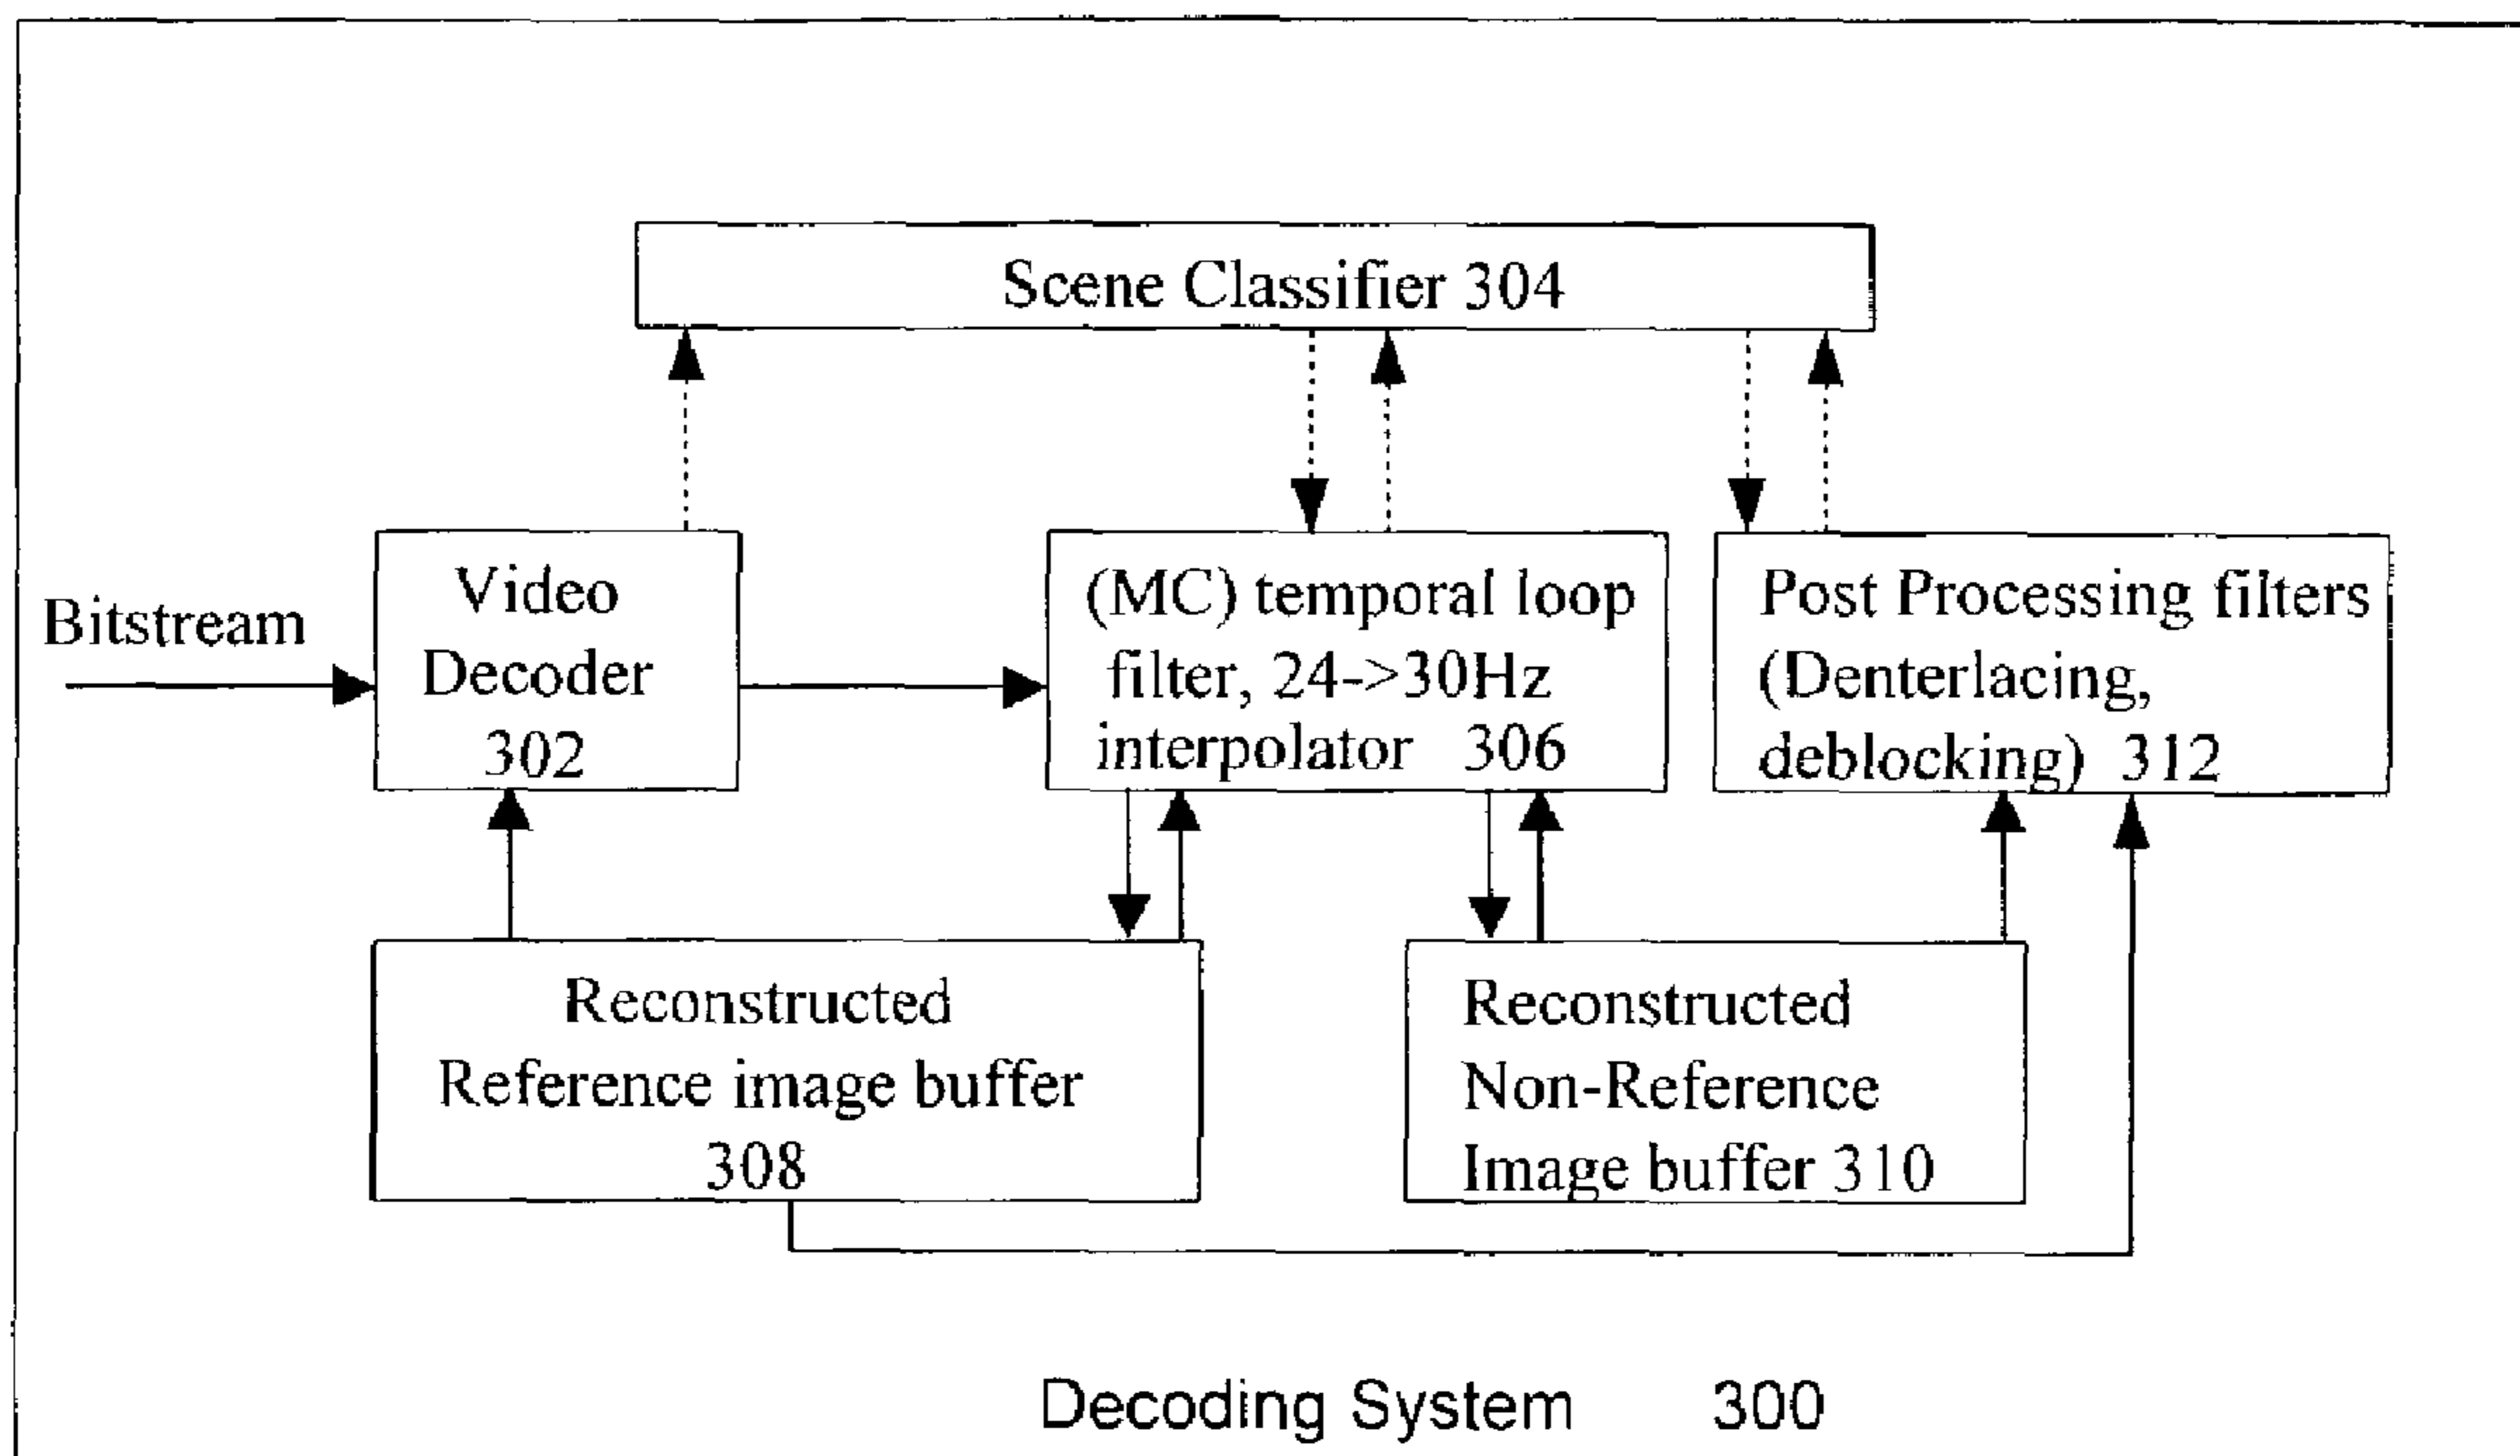 Scene Classifier 304
Bitstream
Video
Decoder
302
(MC) temporal loop
filter, 24->30Hz
interpolator 306
Post Processing filters
(Denterlacing,
deblocking) 312
Reconstructed
Reference image buffer
308
Reconstructed
Non-Reference
Image buffer 310
Decoding System 300